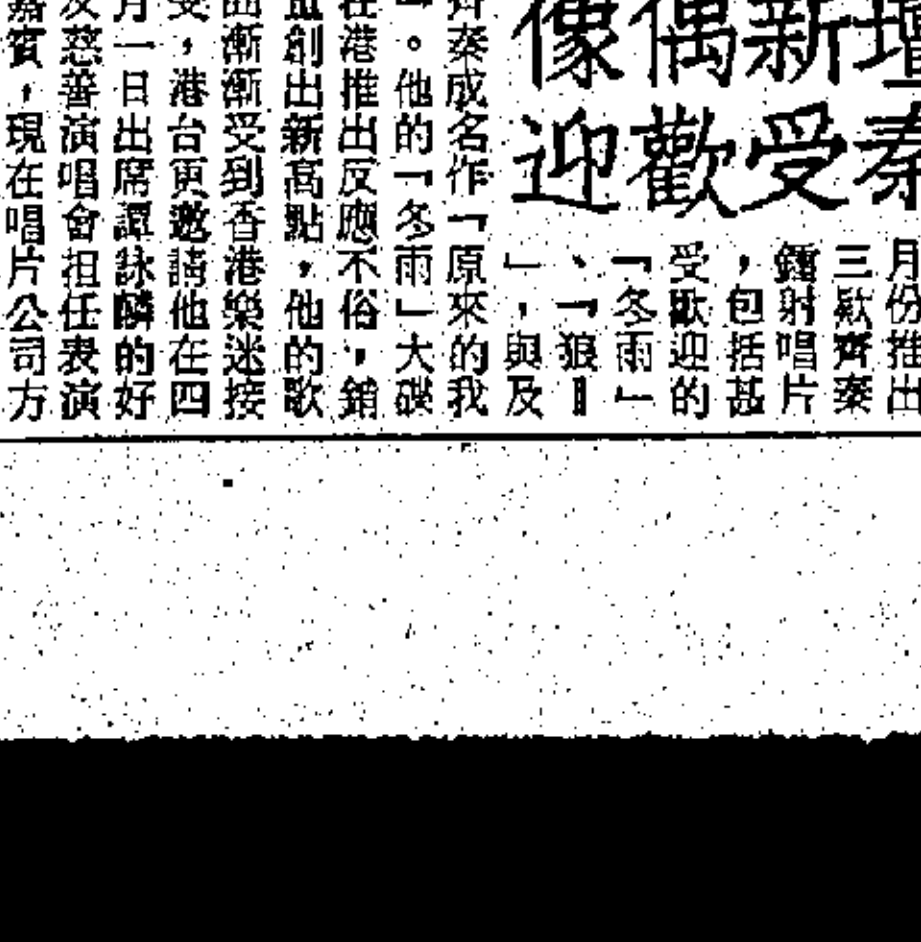 壇新偶像
秦受歡迎
月份推出
三款齊秦
鐳射唱片
，包括甚
受歡迎的
「冬雨」
、「狼﹂
」，與及
齊秦成名作「原來的我
」。他的「冬雨」大碟
在港推出反應不俗，銷
創出新高點，他的歌
曲漸漸受到香港樂迷接
受，港台更邀請他在四
月一日出席譚詠麟的好
友慈善演唱會担任表演
嘉賓，現在唱片公司方